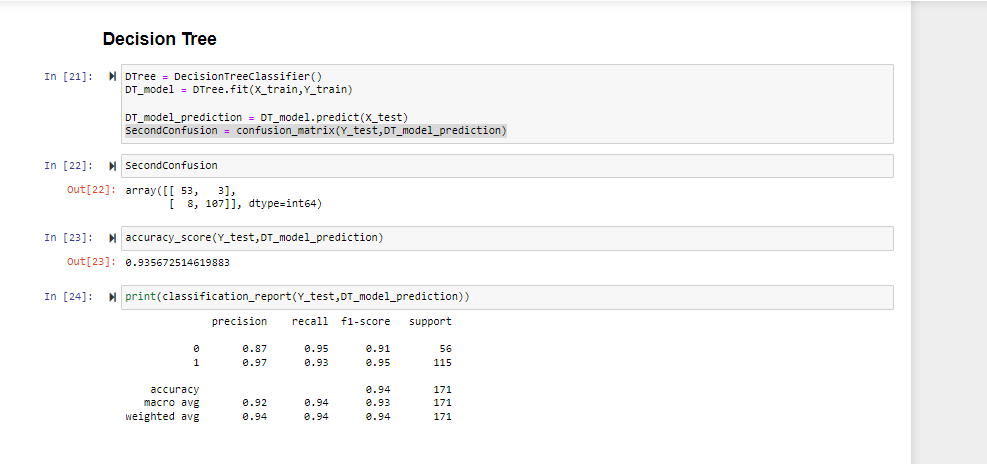 Decision Tree
In [21]: DTree = DecisionTreeClassifier()
DT_model = DTree.fit(X_train,Y_train)
DT_model_prediction = DT_model.predict(X_test)
SecondConfusion = confusion_matrix(Y_test,DT_model_prediction)
In [22]: SecondConfusion
Out[22]: array([[ 53,   3],
       [  8, 107]], dtype=int64)
In [23]: accuracy_score(Y_test,DT_model_prediction)
Out[23]: 0.935672514619883
In [24]: print(classification_report(Y_test,DT_model_prediction))
precision recall f1-score support
0 0.87 0.95 0.91 56
1 0.97 0.93 0.95 115
accuracy 0.94 171
macro avg 0.92 0.94 0.93 171
weighted avg 0.94 0.94 0.94 171